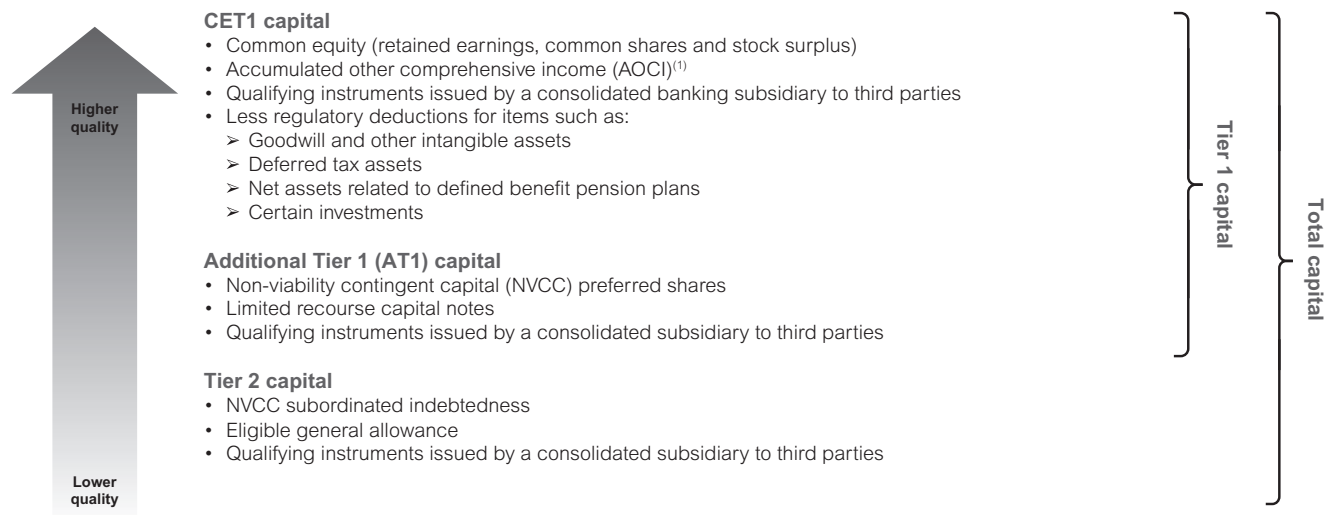 CET1 capital
• Common equity (retained earnings, common shares and stock surplus)
• Accumulated other comprehensive income (AOCI)(1)
• Qualifying instruments issued by a consolidated banking subsidiary to third parties
• Less regulatory deductions for items such as:
➢ Goodwill and other intangible assets
➢ Deferred tax assets
➢ Net assets related to defined benefit pension plans
➢ Certain investments
Additional Tier 1 (AT1) capital
• Non-viability contingent capital (NVCC) preferred shares
• Limited recourse capital notes
• Qualifying instruments issued by a consolidated subsidiary to third parties
Tier 2 capital
• NVCC subordinated indebtedness
• Eligible general allowance
• Qualifying instruments issued by a consolidated subsidiary to third parties
Higher
quality
Lower
quality
Tier 1 capital
Total capital